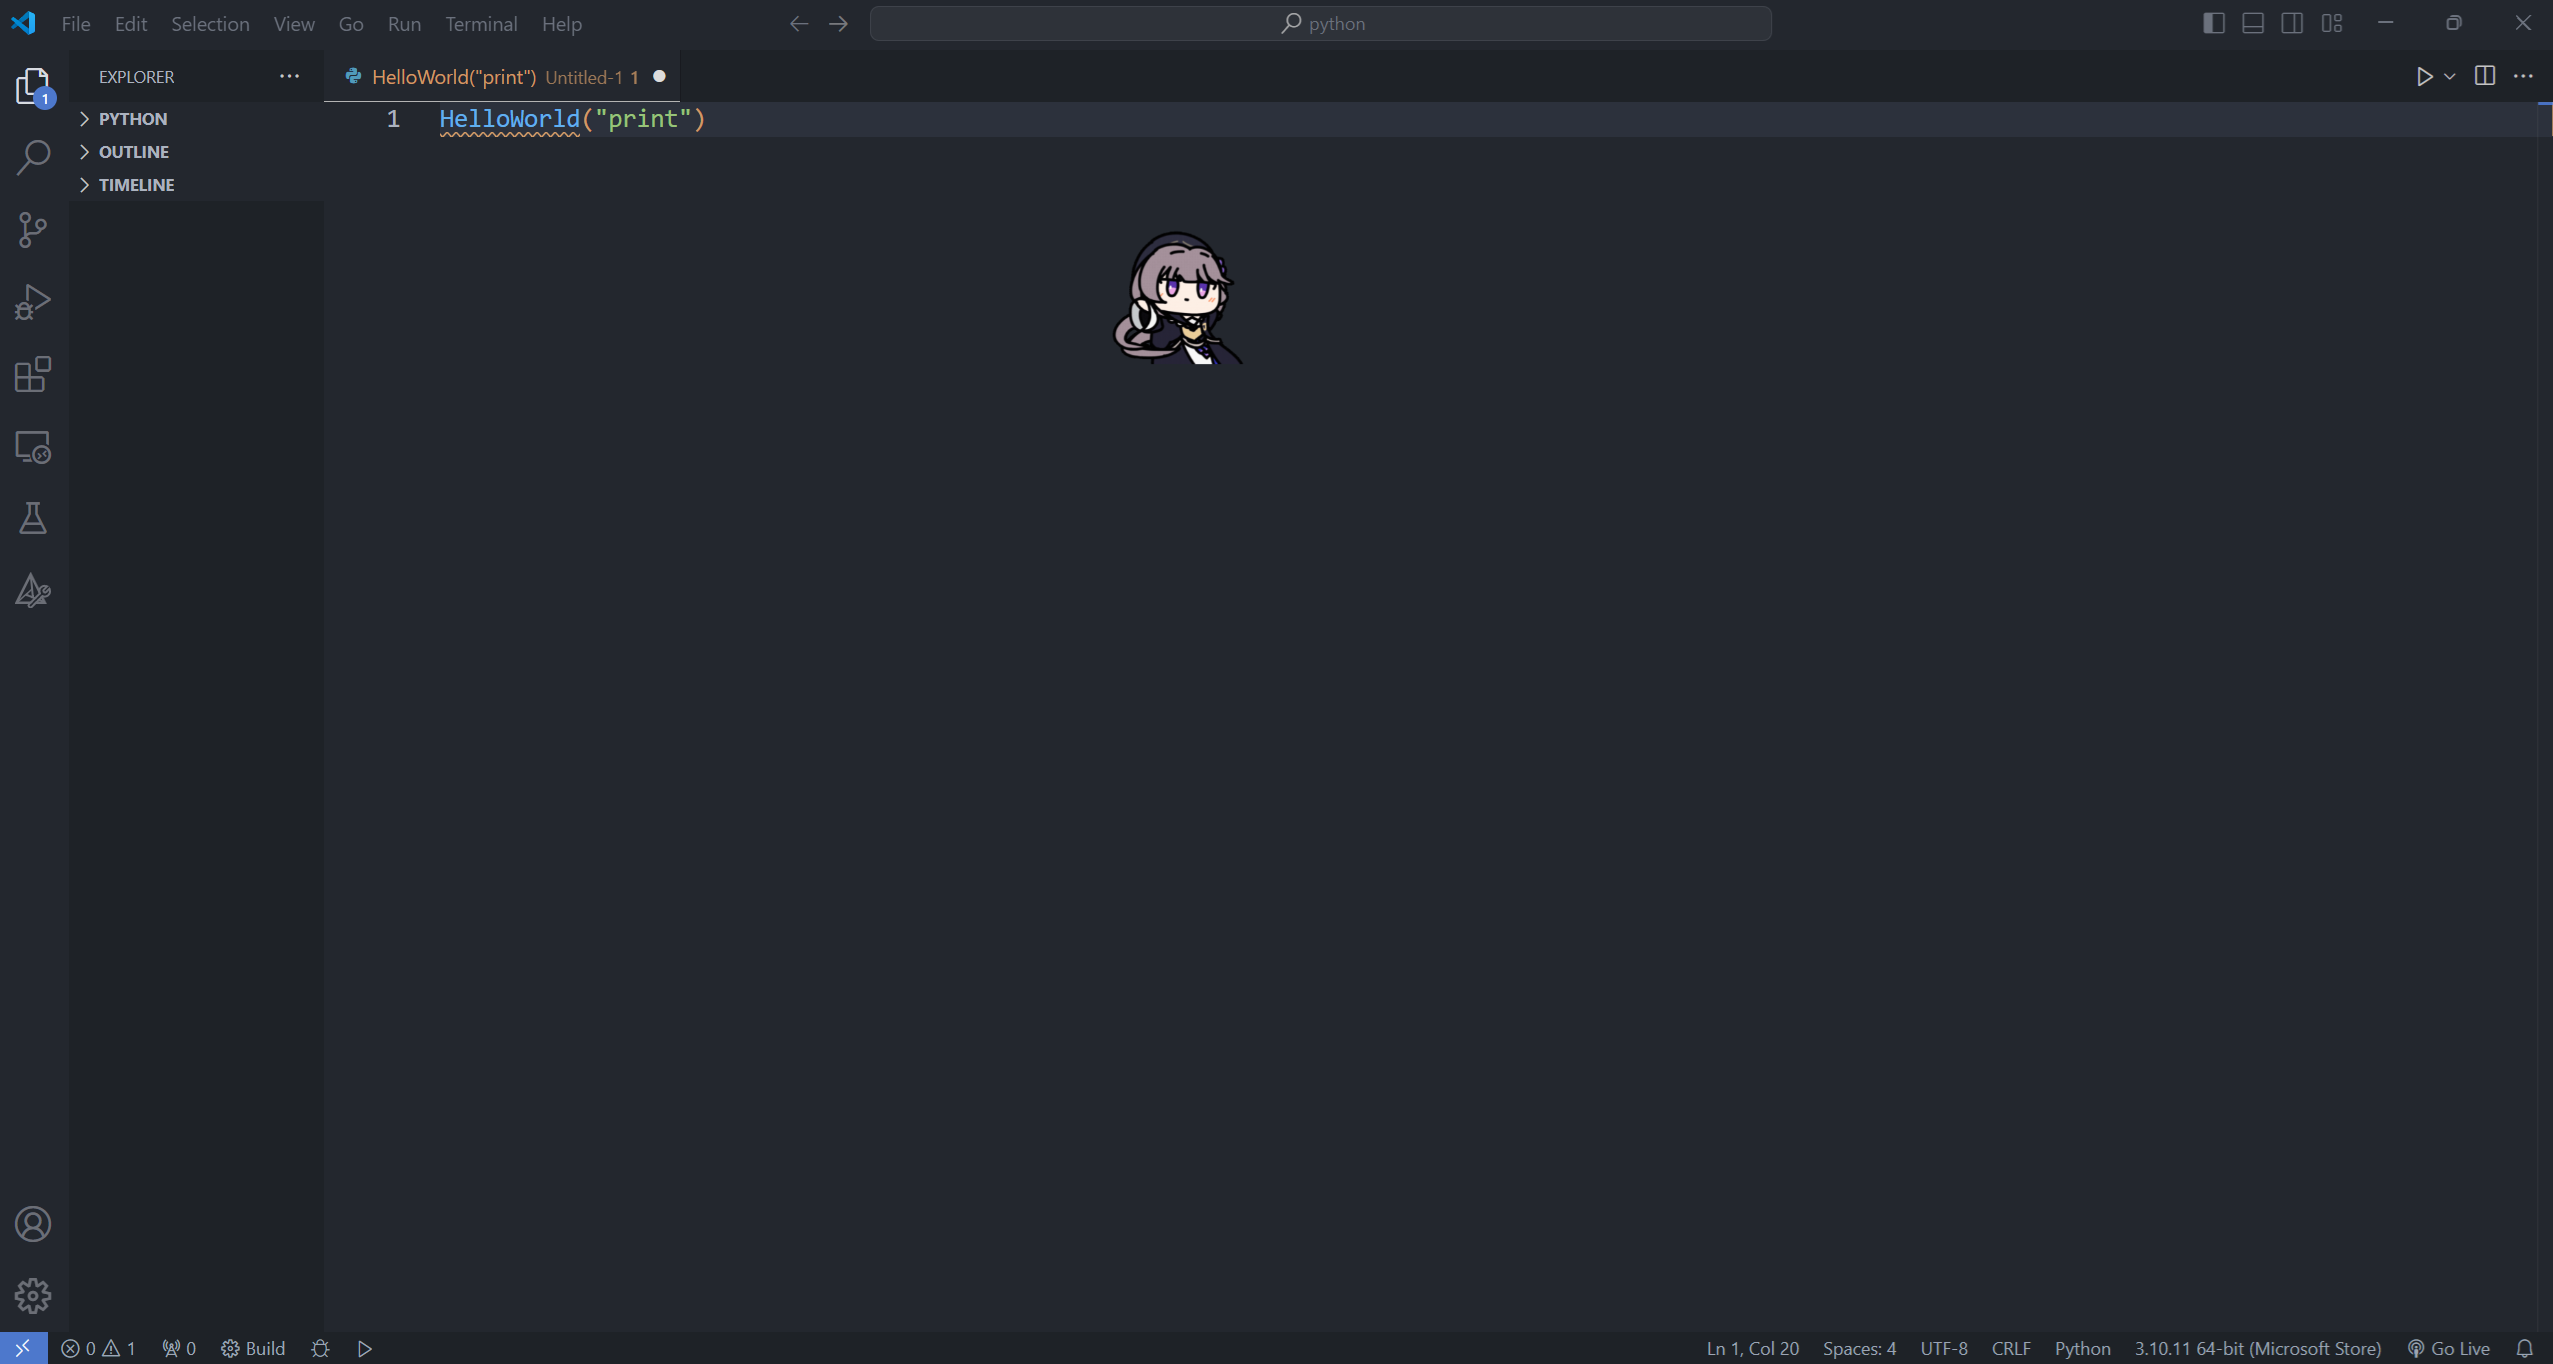 File Edit Selection View Go Run Terminal Help
python
EXPLORER
HelloWorld("print") Untitled-1 1
PYTHON
OUTLINE
TIMELINE
1 HelloWorld("print")
1
0 1 0 Build
Ln 1, Col 20 Spaces: 4 UTF-8 CRLF Python 3.10.11 64-bit (Microsoft Store) Go Live